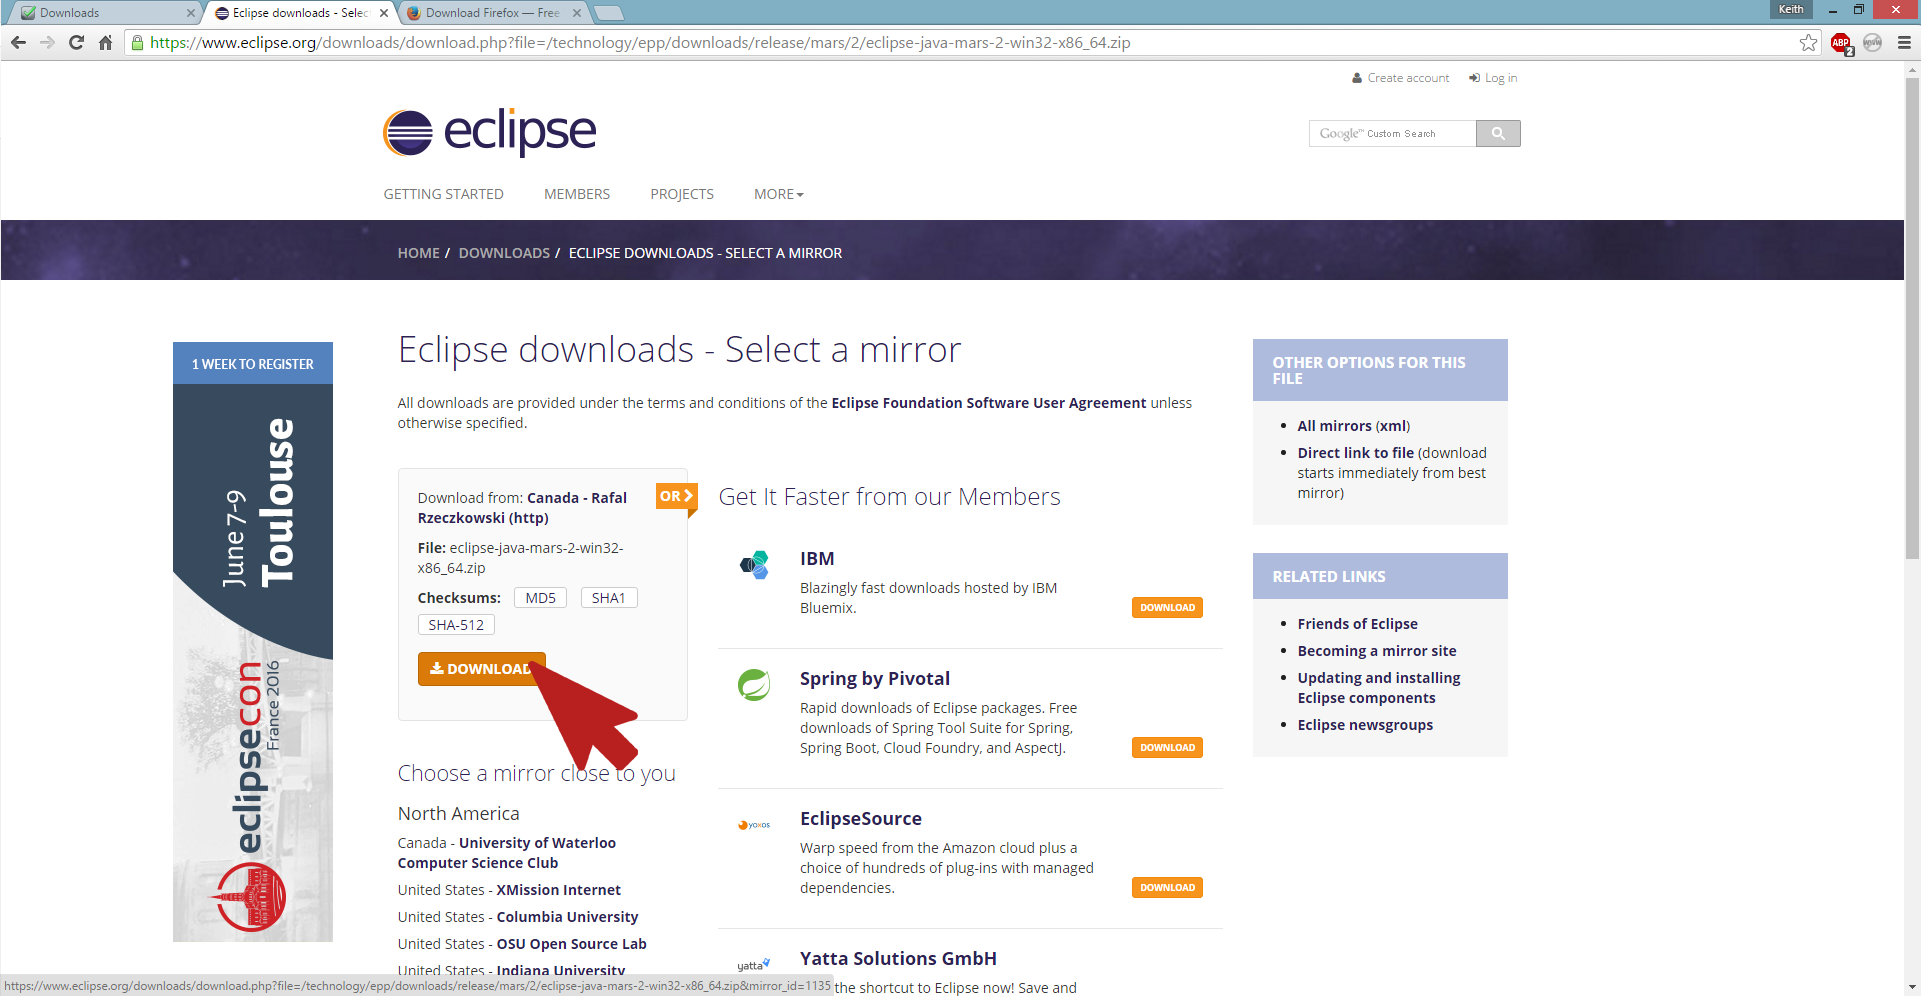 Downloads
Eclipse downloads - Selec
Download Firefox — Free
Keith
https://www.eclipse.org/downloads/download.php?file=/technology/epp/downloads/release/mars/2/eclipse-java-mars-2-win32-x86_64.zip
ABP
2
Create account
Log in
eclipse
Google™ Custom Search
GETTING STARTED
MEMBERS
PROJECTS
MORE
HOME / DOWNLOADS / ECLIPSE DOWNLOADS - SELECT A MIRROR
1 WEEK TO REGISTER
June 7-9
Toulouse
eclipsecon
France 2016
Eclipse downloads - Select a mirror
All downloads are provided under the terms and conditions of the Eclipse Foundation Software User Agreement unless
otherwise specified.
Download from: Canada - Rafal
Rzeczkowski (http)
File: eclipse-java-mars-2-win32-
x86_64.zip
Checksums: MD5 SHA1
SHA-512
DOWNLOAD
OR
Choose a mirror close to you
North America
Canada - University of Waterloo
Computer Science Club
United States - XMission Internet
United States - Columbia University
United States - OSU Open Source Lab
United States - Indiana University
Get It Faster from our Members
IBM
Blazingly fast downloads hosted by IBM
Bluemix.
DOWNLOAD
Spring by Pivotal
Rapid downloads of Eclipse packages. Free
downloads of Spring Tool Suite for Spring,
Spring Boot, Cloud Foundry, and AspectJ.
DOWNLOAD
yoxos
EclipseSource
Warp speed from the Amazon cloud plus a
choice of hundreds of plug-ins with managed
dependencies.
DOWNLOAD
yatta
Yatta Solutions GmbH
the shortcut to Eclipse now! Save and
OTHER OPTIONS FOR THIS
FILE
All mirrors (xml)
Direct link to file (download
starts immediately from best
mirror)
RELATED LINKS
Friends of Eclipse
Becoming a mirror site
Updating and installing
Eclipse components
Eclipse newsgroups
https://www.eclipse.org/downloads/download.php?file=/technology/epp/downloads/release/mars/2/eclipse-java-mars-2-win32-x86_64.zip&mirror_id=1135